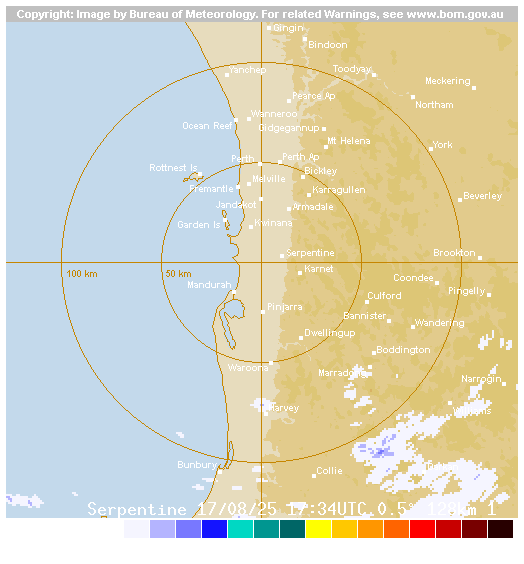 Copyright: Image by Bureau of Meteorology. For related Warnings, see www.bom.gov.au
Gingin
Bindoon
Yanchep
Toodyay
Meckering
Pearce Ap
Northam
Wanneroo
Ocean Reef
Gidgegannup
Mt Helena
York
Perth
Perth Ap
Rottnest Is
Bickley
Melville
Fremantle
Karragullen
Beverley
Jandakot
Armadale
Garden Is
Kwinana
Serpentine
Brookton
100 km
50 km
Karnet
Coondee
Mandurah
Culford
Pingelly
Pinjarra
Bannister
Wandering
Dwellingup
Boddington
Waroona
Marradong
Narrogin
Harvey
Bunbury
Collie
Serpentine 17/08/25 17:34UTC 0.5° 128km 1